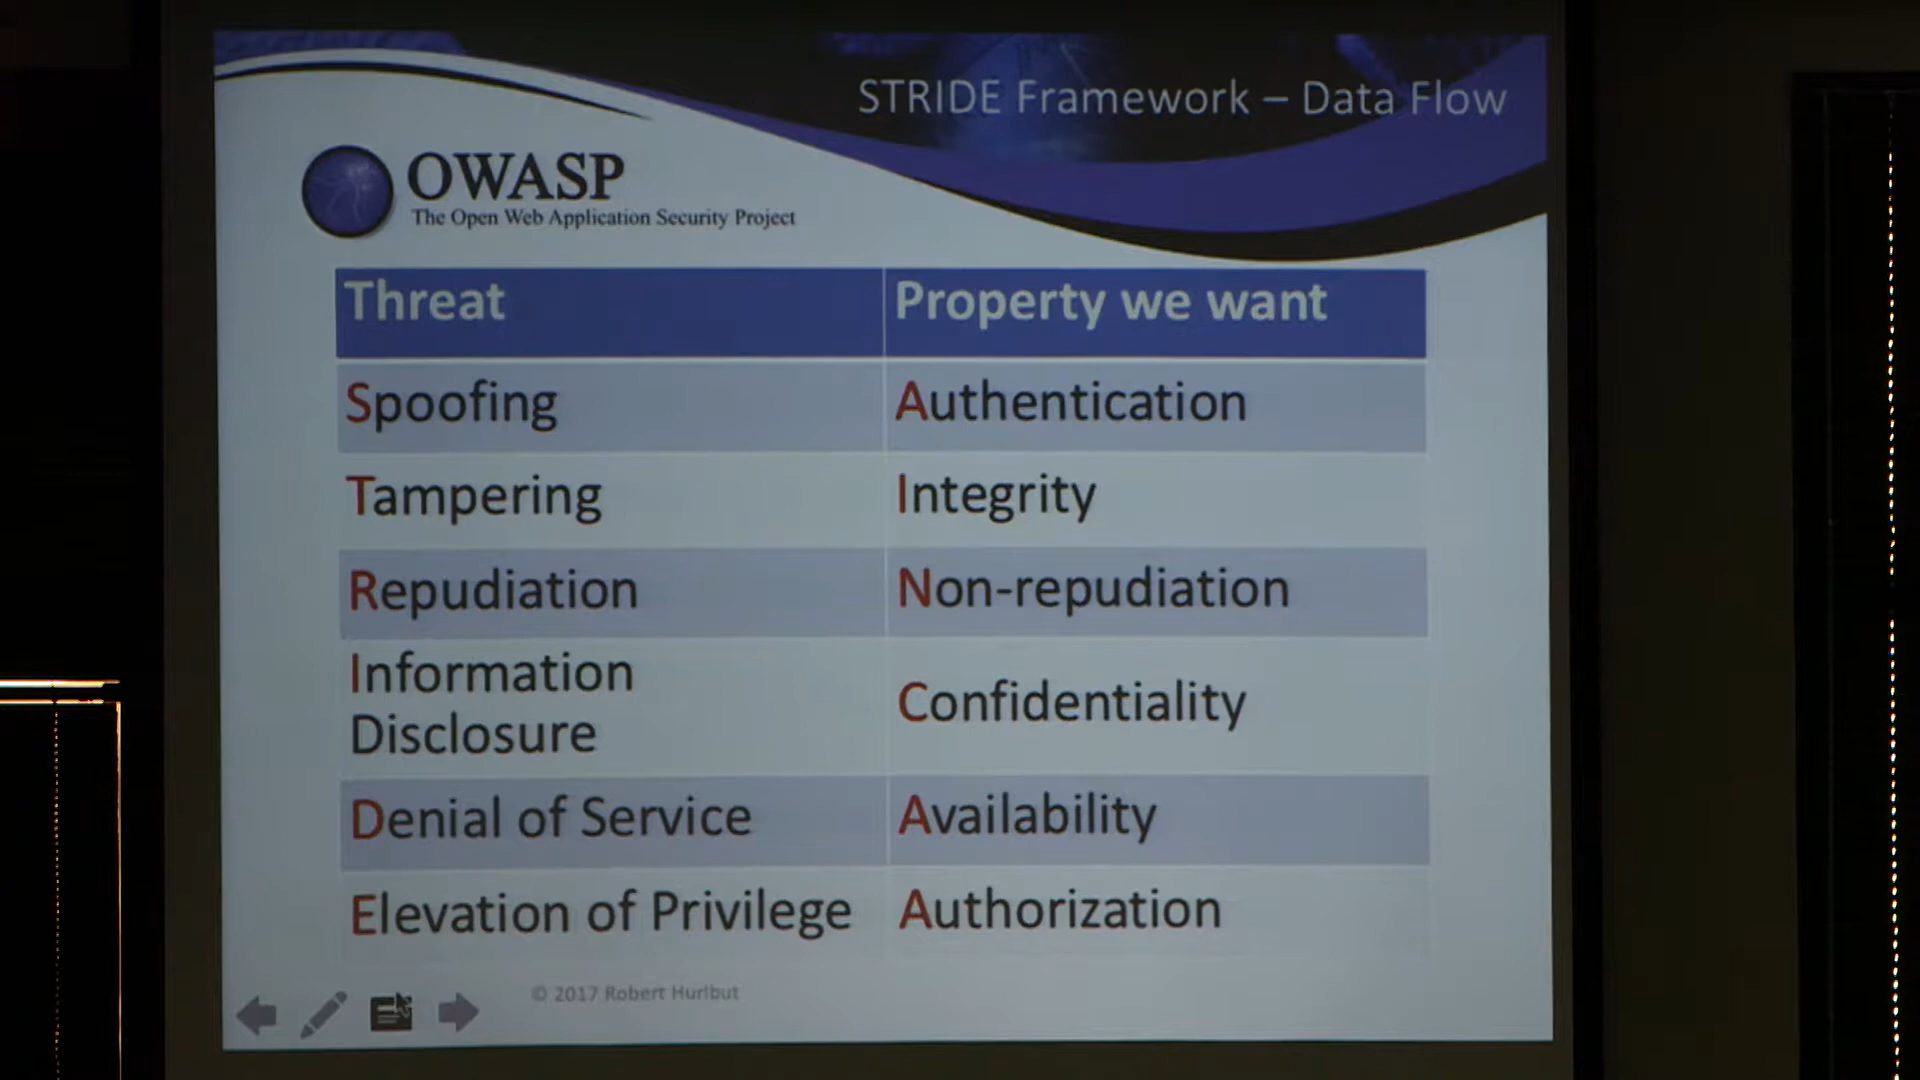 STRIDE Framework – Data Flow
OWASP
The Open Web Application Security Project
Threat
Property we want
Spoofing
Authentication
Tampering
Integrity
Repudiation
Non-repudiation
Information
Disclosure
Confidentiality
Denial of Service
Availability
Elevation of Privilege
Authorization
© 2017 Robert Hurlbut